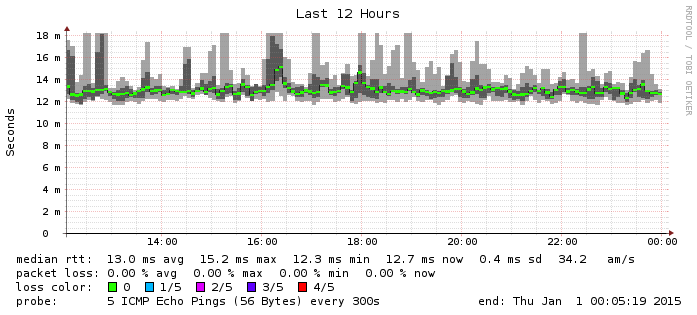 Last 12 Hours
RRDTOOL / TOBI OETIKER
Seconds
18 m
16 m
14 m
12 m
10 m
8 m
6 m
4 m
2 m
0
14:00 16:00 18:00 20:00 22:00 00:00
median rtt: 13.0 ms avg 15.2 ms max 12.3 ms min 12.7 ms now 0.4 ms sd 34.2 am/s
packet loss: 0.00 % avg 0.00 % max 0.00 % min 0.00 % now
loss color: 0 1/5 2/5 3/5 4/5
probe: 5 ICMP Echo Pings (56 Bytes) every 300s end: Thu Jan 1 00:05:19 2015